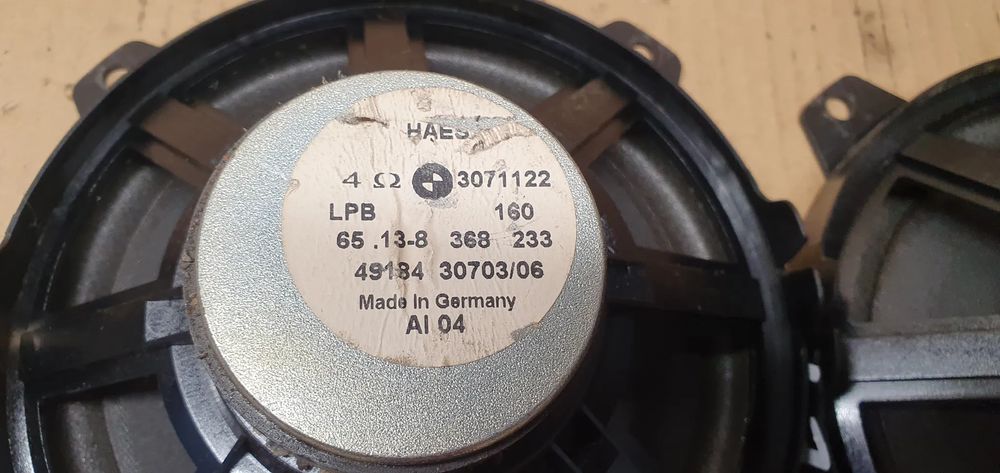 HAES
4 Ω 3071122
LPB 160
65 .13-8 368 233
49184 30703/06
Made in Germany
AI 04